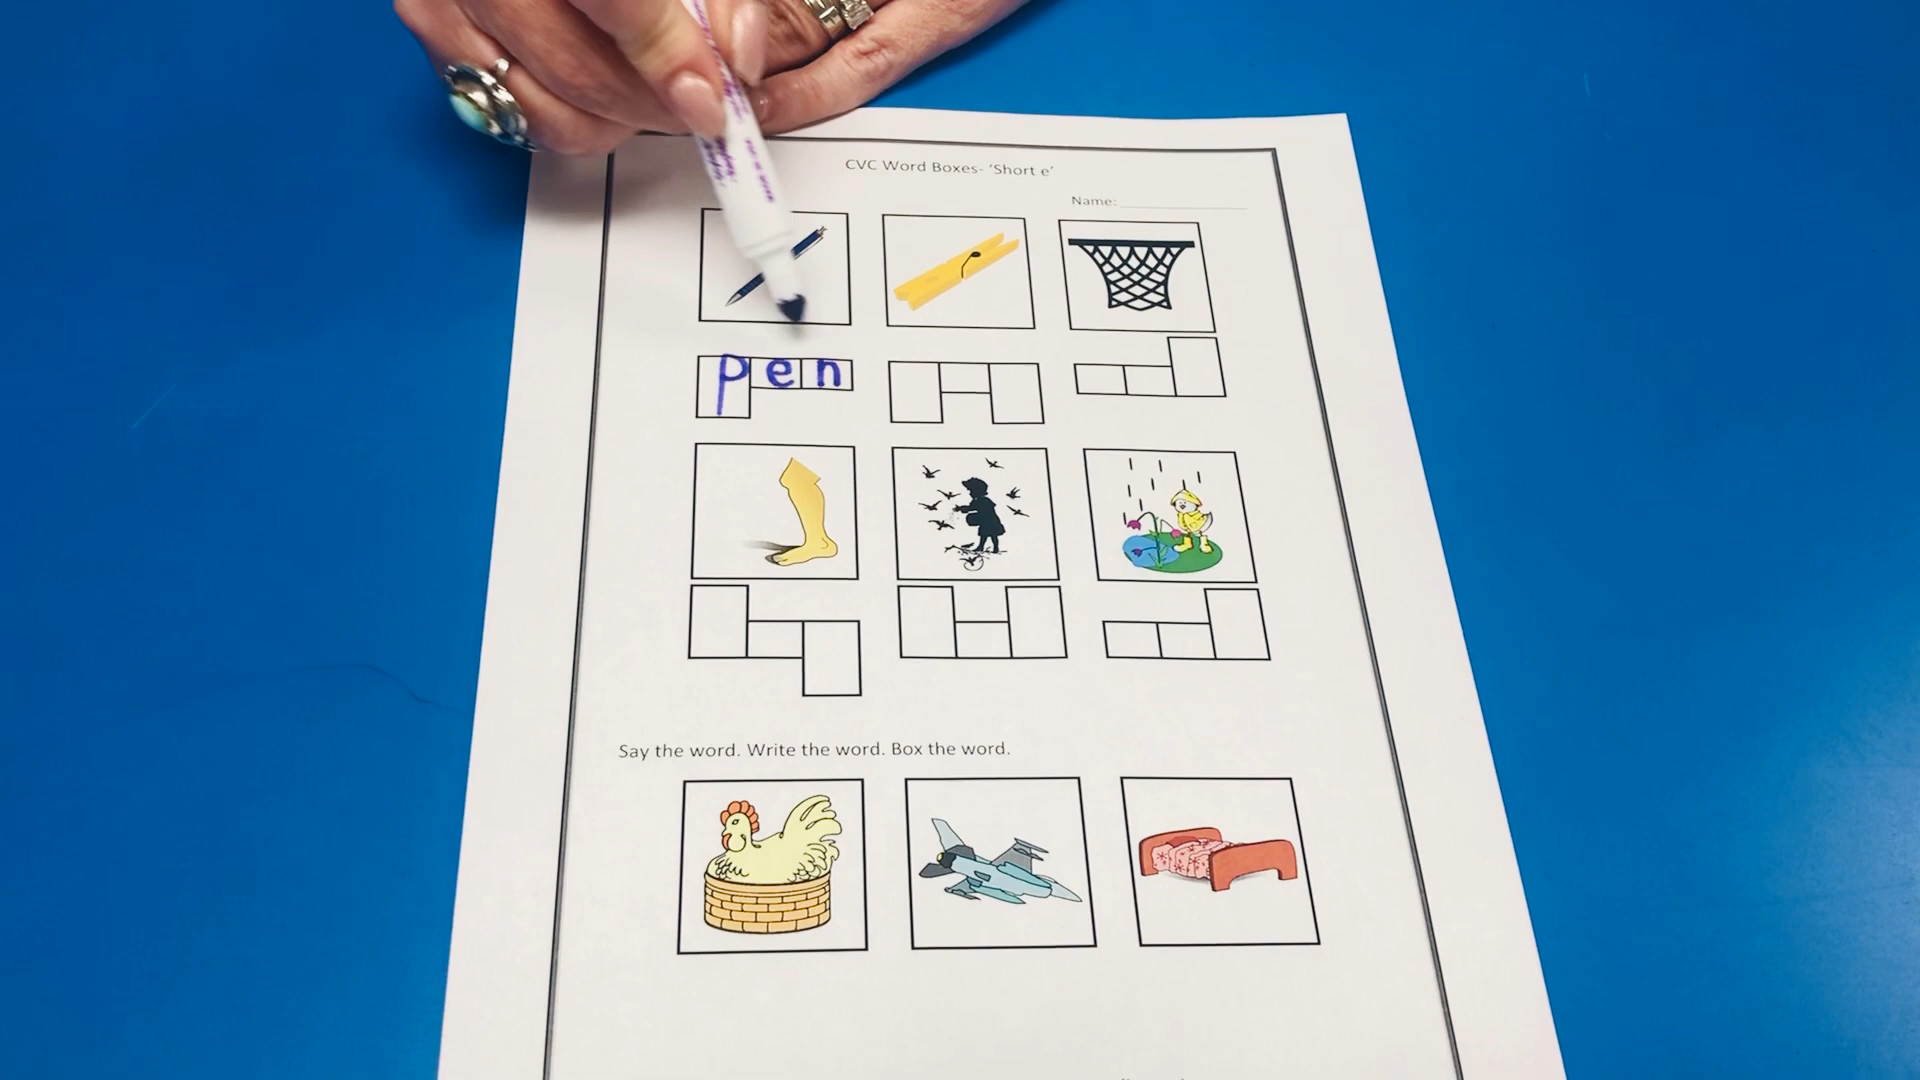 CVC Word Boxes- ‘Short e’
Name:
pen
Say the word. Write the word. Box the word.